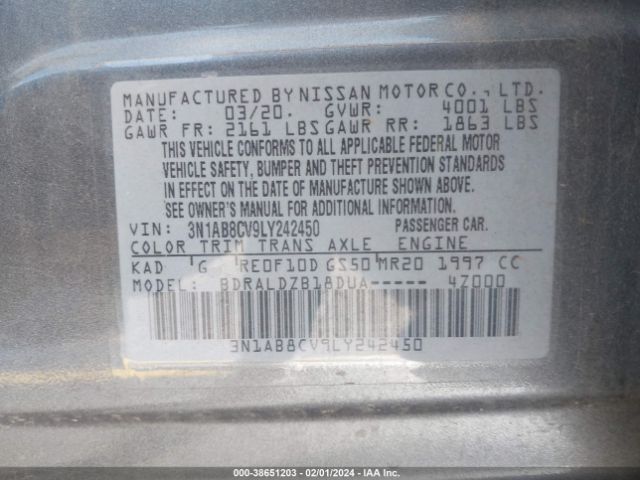 MANUFACTURED BY NISSAN MOTOR CO., LTD.
DATE: 03/20. GVWR: 4001 LBS
GAWR FR: 2161 LBS GAWR RR: 1863 LBS
THIS VEHICLE CONFORMS TO ALL APPLICABLE FEDERAL MOTOR
VEHICLE SAFETY, BUMPER AND THEFT PREVENTION STANDARDS
IN EFFECT ON THE DATE OF MANUFACTURE SHOWN ABOVE.
SEE OWNER'S MANUAL FOR ADDITIONAL INFORMATION.
VIN: 3N1AB8CV9LY242450 PASSENGER CAR.
COLOR TRIM TRANS AXLE ENGINE
KAD G RE0F10D GS50 MR20 1997 CC
MODEL: BDRALDZB18DUA----- 4Z000
3N1AB8CV9LY242450
000-38651203 - 02/01/2024 - IAA Inc.